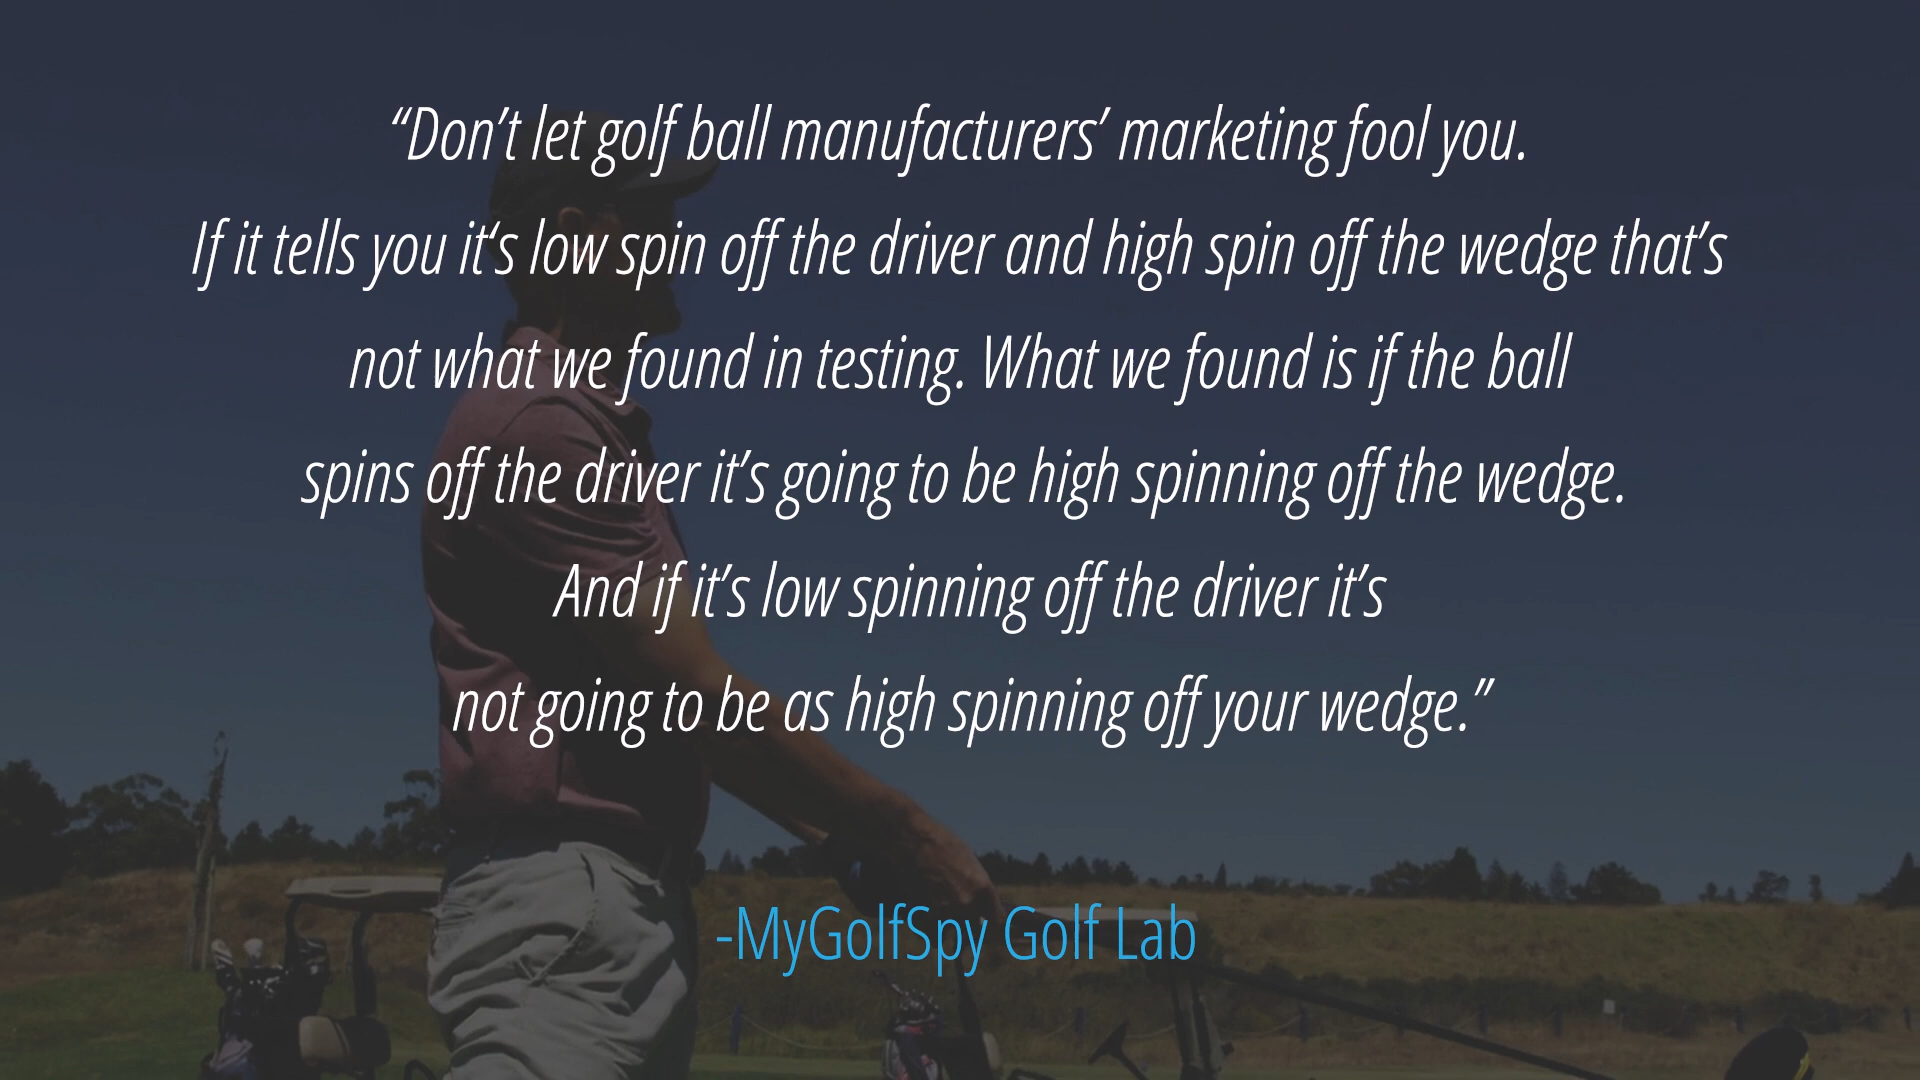 “Don’t let golf ball manufacturers’ marketing fool you.
If it tells you it‘s low spin off the driver and high spin off the wedge that’s
not what we found in testing. What we found is if the ball
spins off the driver it’s going to be high spinning off the wedge.
And if it’s low spinning off the driver it’s
not going to be as high spinning off your wedge.”
-MyGolfSpy Golf Lab